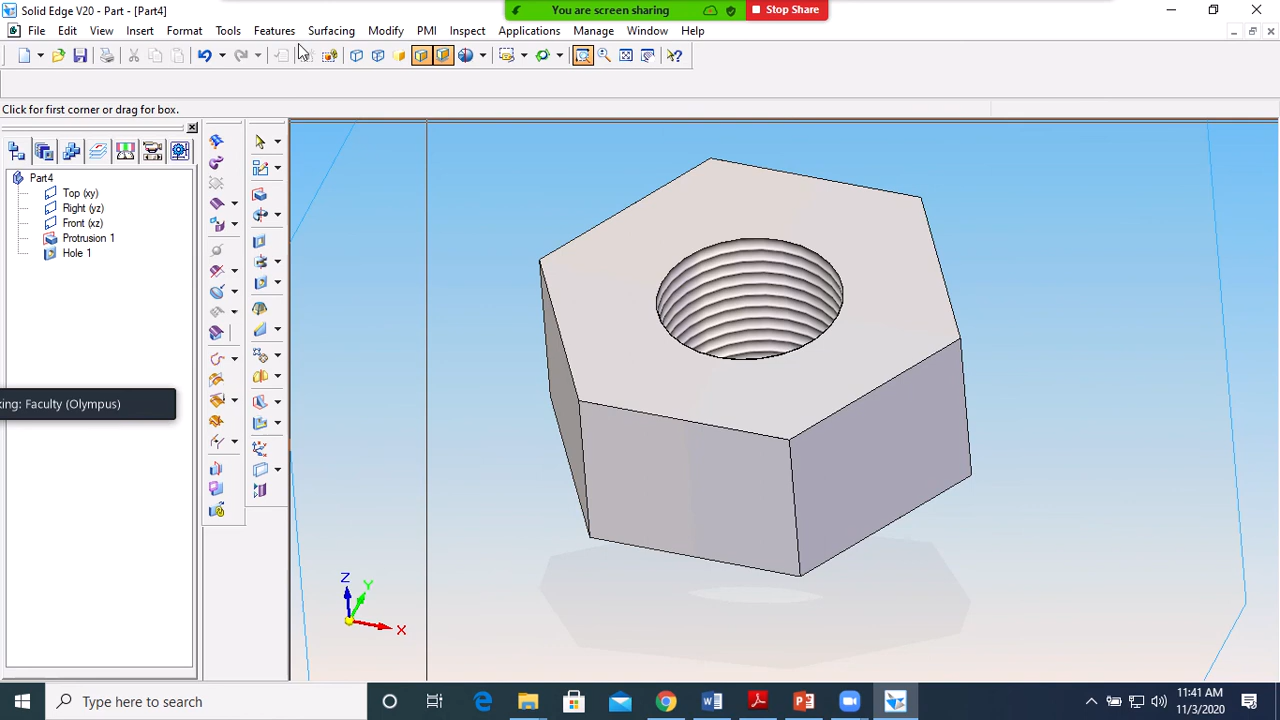 Solid Edge V20 - Part - [Part4]
You are screen sharing
Stop Share
File Edit View Insert Format Tools Features Surfacing Modify PMI Inspect Applications Manage Window Help
Click for first corner or drag for box.
Part4
Top (xy)
Right (yz)
Front (xz)
Protrusion 1
Hole 1
king: Faculty (Olympus)
Z
Y
X
Type here to search
11:41 AM
11/3/2020